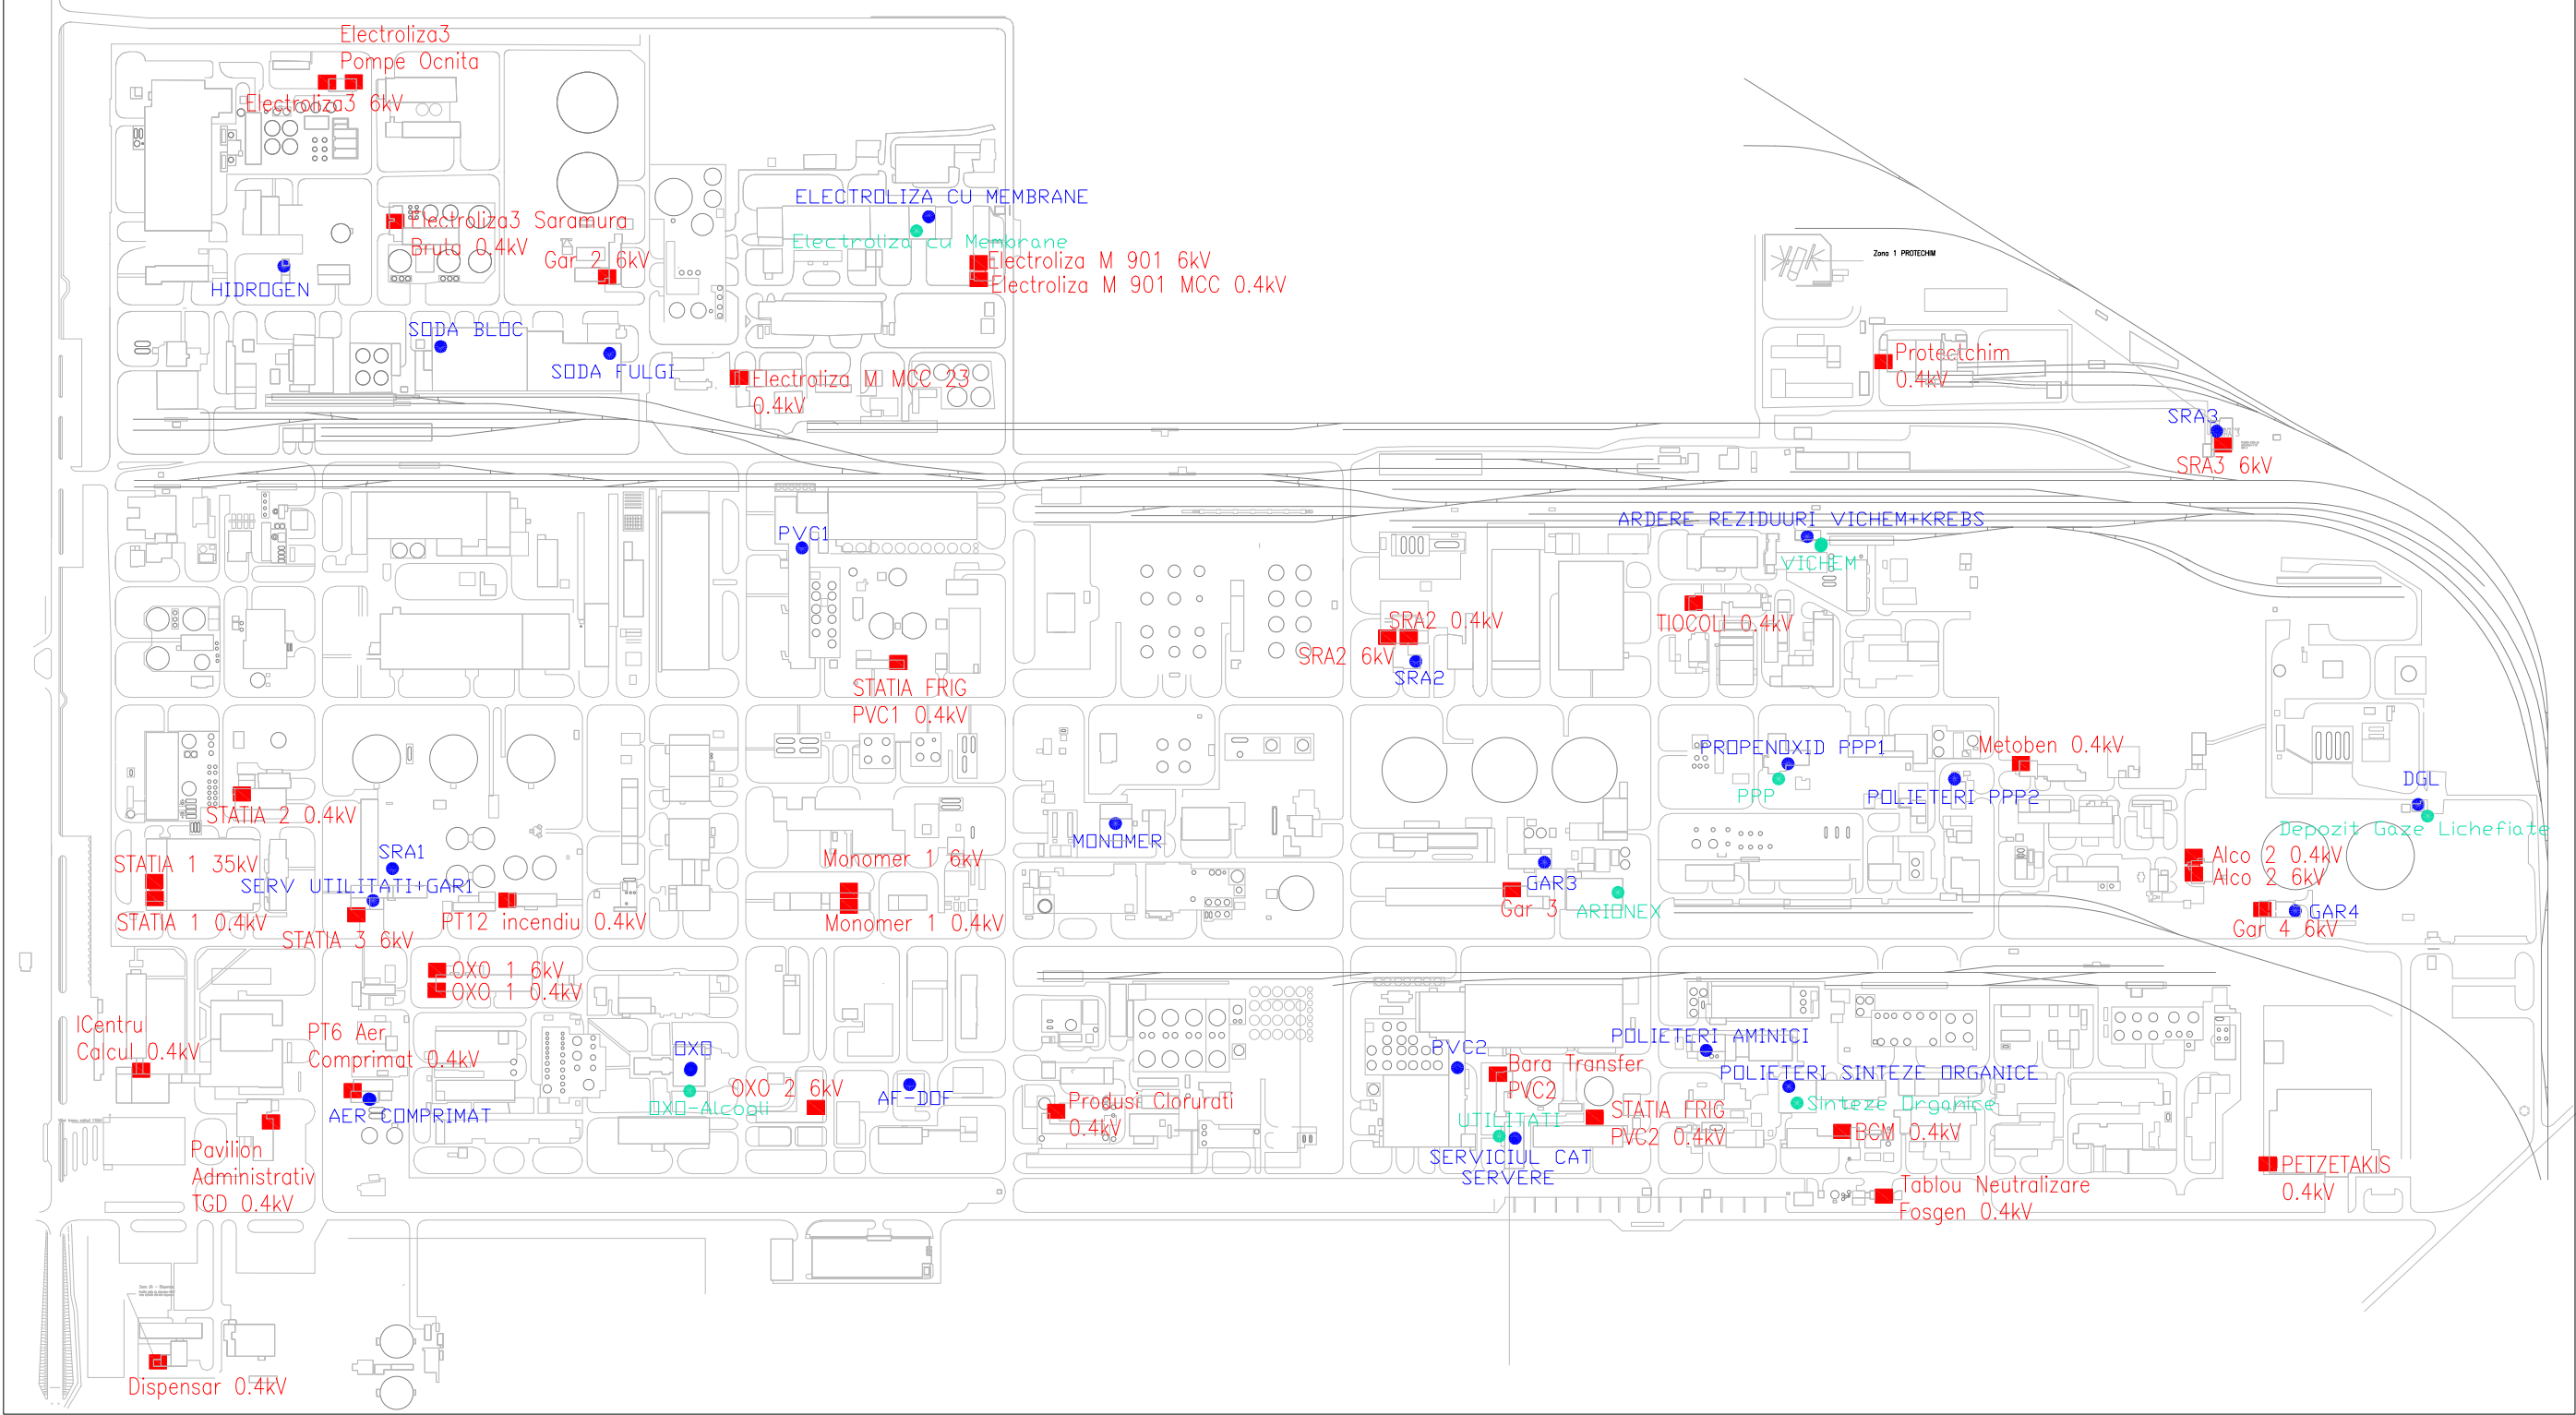 Electroliza3
Pompe Ocnita
Electroliza3 6kV
ELECTROLIZA CU MEMBRANE
Electroliza3 Saramura
Bruta 0.4kV
Electroliza cu Membrane
Gar 2 6kV
Electroliza M 901 6kV
Electroliza M 901 MCC 0.4kV
Zona 1 PROTECHIM
HIDROGEN
SODA BLOC
SODA FULGI
Electroliza M MCC 23
0.4kV
Protectchim
0.4kV
SRA3
SRA3 6kV
PVC1
ARDERE REZIDUURI VICHEM+KREBS
VICHEM
SRA2 0.4kV
TIOCOLI 0.4kV
SRA2 6kV
SRA2
STATIA FRIG
PVC1 0.4kV
PROPENOXID PPP1
Metoben 0.4kV
PPP
POLIETERI PPP2
DGL
Depozit Gaze Lichefiate
STATIA 2 0.4kV
MONOMER
STATIA 1 35kV
SRA1
SERV UTILITATI+GAR1
Monomer 1 6kV
Alco 2 0.4kV
Alco 2 6kV
GAR3
Gar 3
ARIONEX
GAR4
Gar 4 6kV
STATIA 1 0.4kV
STATIA 3 6kV
PT12 incendiu 0.4kV
Monomer 1 0.4kV
OXO 1 6kV
OXO 1 0.4kV
ICentru
Calcul 0.4kV
PT6 Aer
Comprimat 0.4kV
OXO
OXO-Alcooli
OXO 2 6kV
AF-DOF
AER COMPRIMAT
Produsi Clorurati
0.4kV
PVC2
Bara Transfer
PVC2
POLIETERI AMINICI
POLIETERI SINTEZE ORGANICE
Sinteze Organice
UTILITATI
STATIA FRIG
PVC2 0.4kV
BCM 0.4kV
SERVICIUL CAT
SERVERE
Pavilion
Administrativ
TGD 0.4kV
Tablou Neutralizare
Fosgen 0.4kV
PETZETAKIS
0.4kV
Dispensar 0.4kV